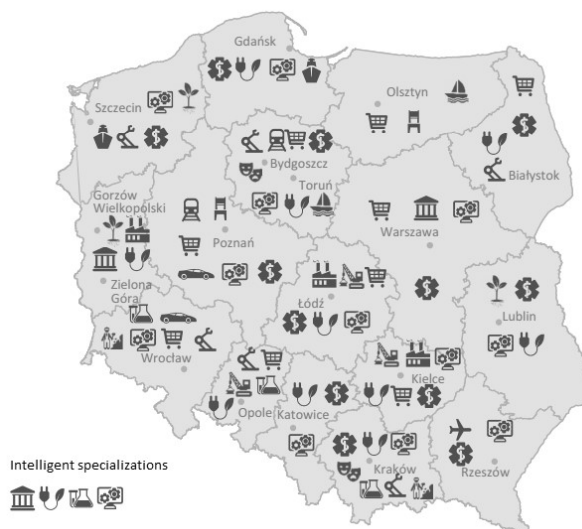 Gdańsk
Olsztyn
Szczecin
Bydgoszcz
Toruń
Białystok
Gorzów
Wielkopolski
Poznań
Warszawa
Zielona
Góra
Łódź
Lublin
Wrocław
Kielce
Opole
Katowice
Kraków
Rzeszów
Intelligent specializations